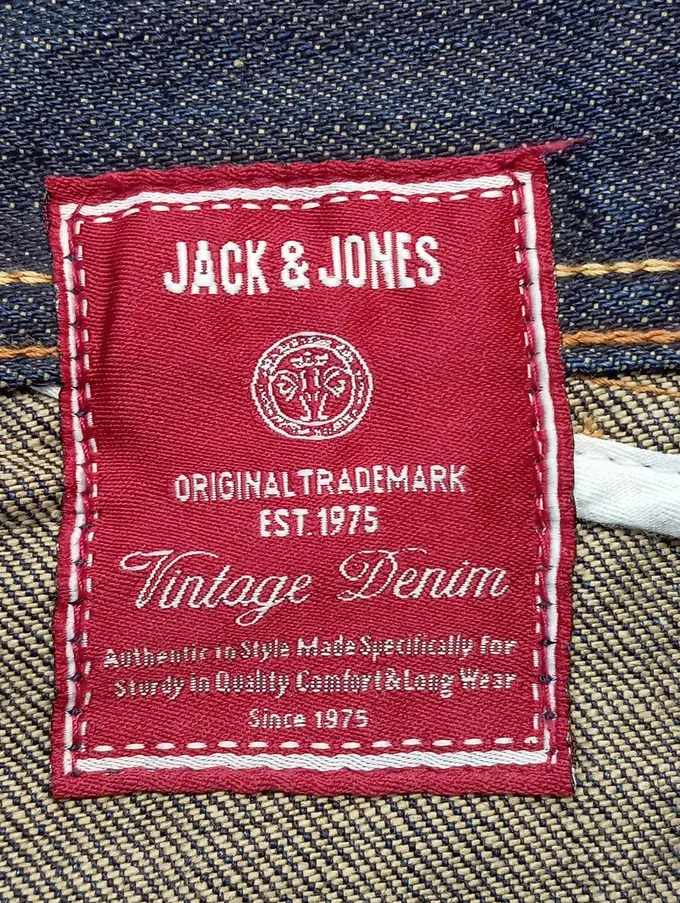 JACK & JONES
ORIGINAL TRADEMARK
EST. 1975
Vintage Denim
Authentic in Style Made Specifically For
Sturdy in Quality Comfort & Long Wear
Since 1975